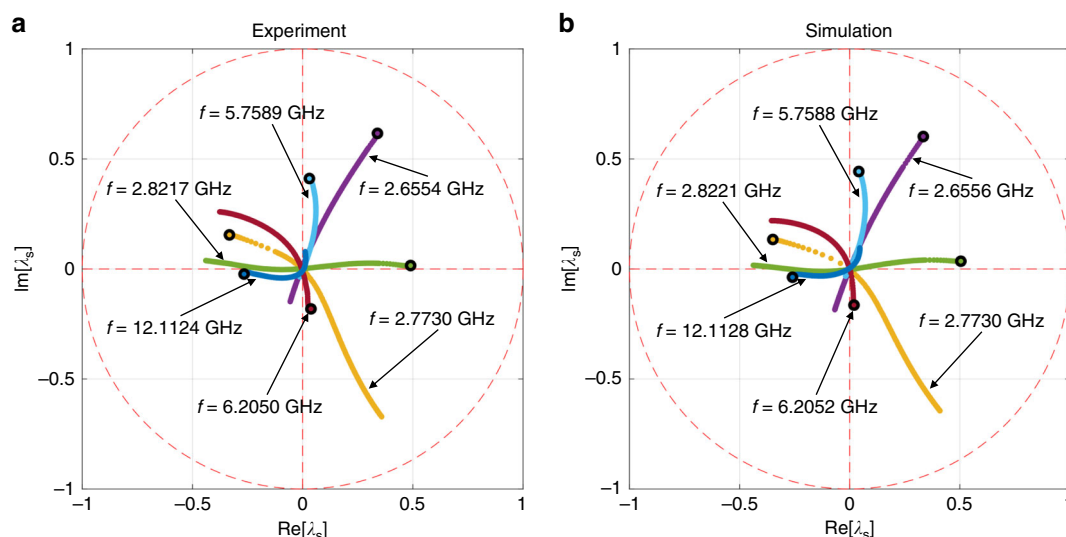 a
Experiment
1
0.5
0
−0.5
−1
Im[λs]
f = 5.7589 GHz
f = 2.8217 GHz
f = 2.6554 GHz
f = 12.1124 GHz
f = 2.7730 GHz
f = 6.2050 GHz
−1
−0.5
0
0.5
1
Re[λs]
b
Simulation
1
0.5
0
−0.5
−1
Im[λs]
f = 5.7588 GHz
f = 2.8221 GHz
f = 2.6556 GHz
f = 12.1128 GHz
f = 2.7730 GHz
f = 6.2052 GHz
−1
−0.5
0
0.5
1
Re[λs]